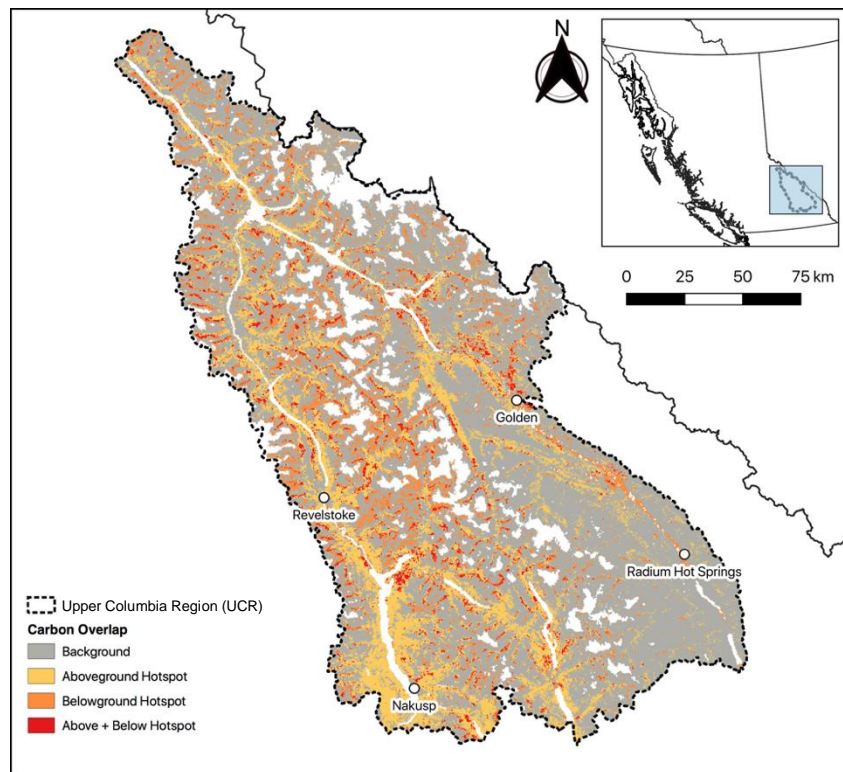 N
0 25 50 75 km
Golden
Revelstoke
Radium Hot Springs
Nakusp
Upper Columbia Region (UCR)
Carbon Overlap
Background
Aboveground Hotspot
Belowground Hotspot
Above + Below Hotspot